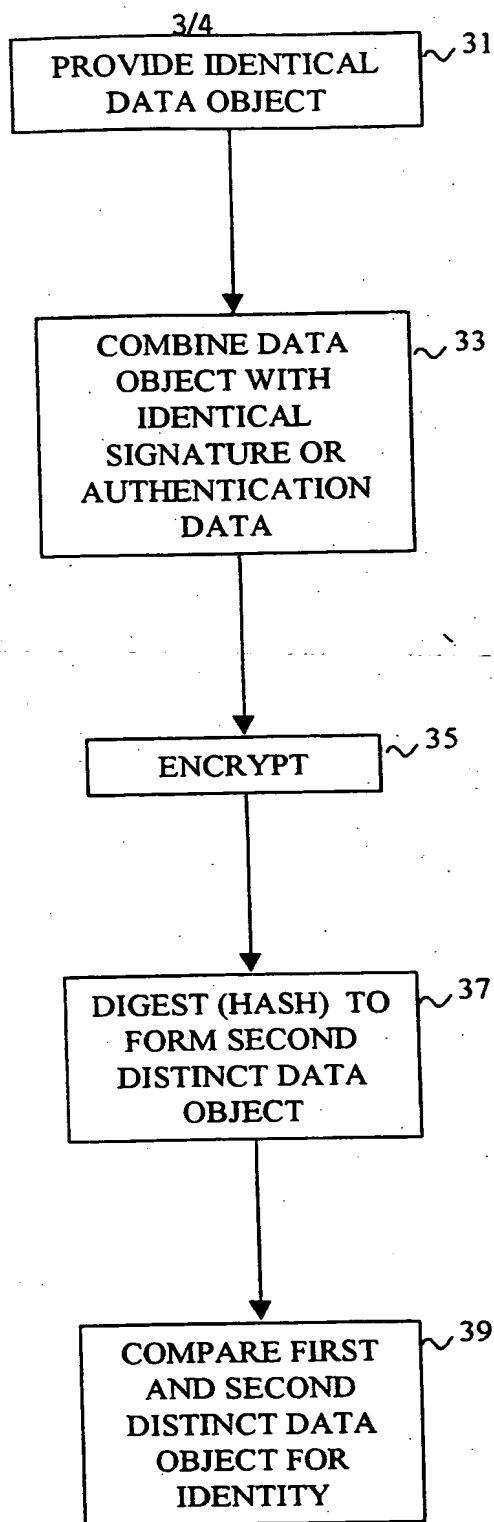 3/4
PROVIDE IDENTICAL
DATA OBJECT
31
COMBINE DATA
OBJECT WITH
IDENTICAL
SIGNATURE OR
AUTHENTICATION
DATA
33
ENCRYPT
35
DIGEST (HASH) TO
FORM SECOND
DISTINCT DATA
OBJECT
37
COMPARE FIRST
AND SECOND
DISTINCT DATA
OBJECT FOR
IDENTITY
39